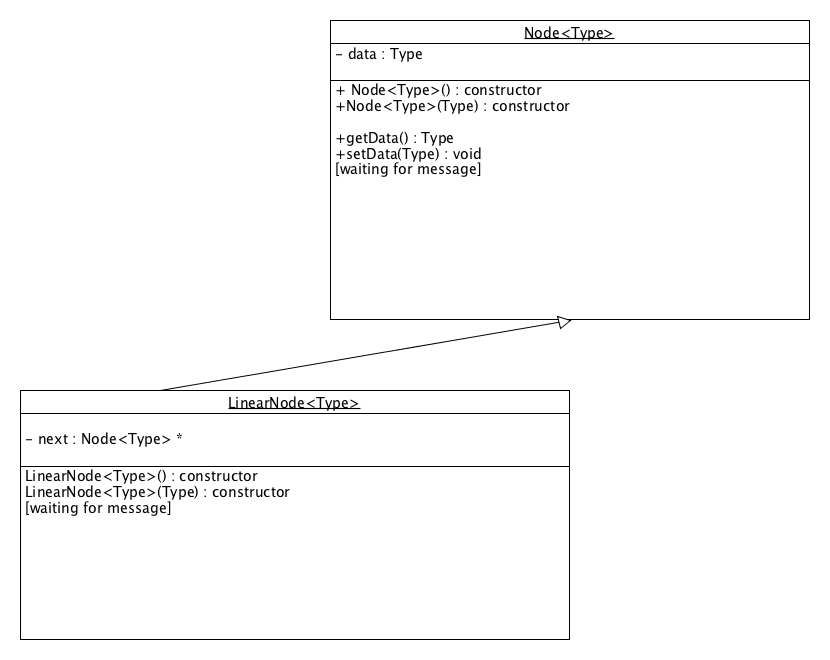 Node<Type>
- data : Type
+ Node<Type>() : constructor
+Node<Type>(Type) : constructor
+getData() : Type
+setData(Type) : void
[waiting for message]
LinearNode<Type>
- next : Node<Type> *
LinearNode<Type>() : constructor
LinearNode<Type>(Type) : constructor
[waiting for message]